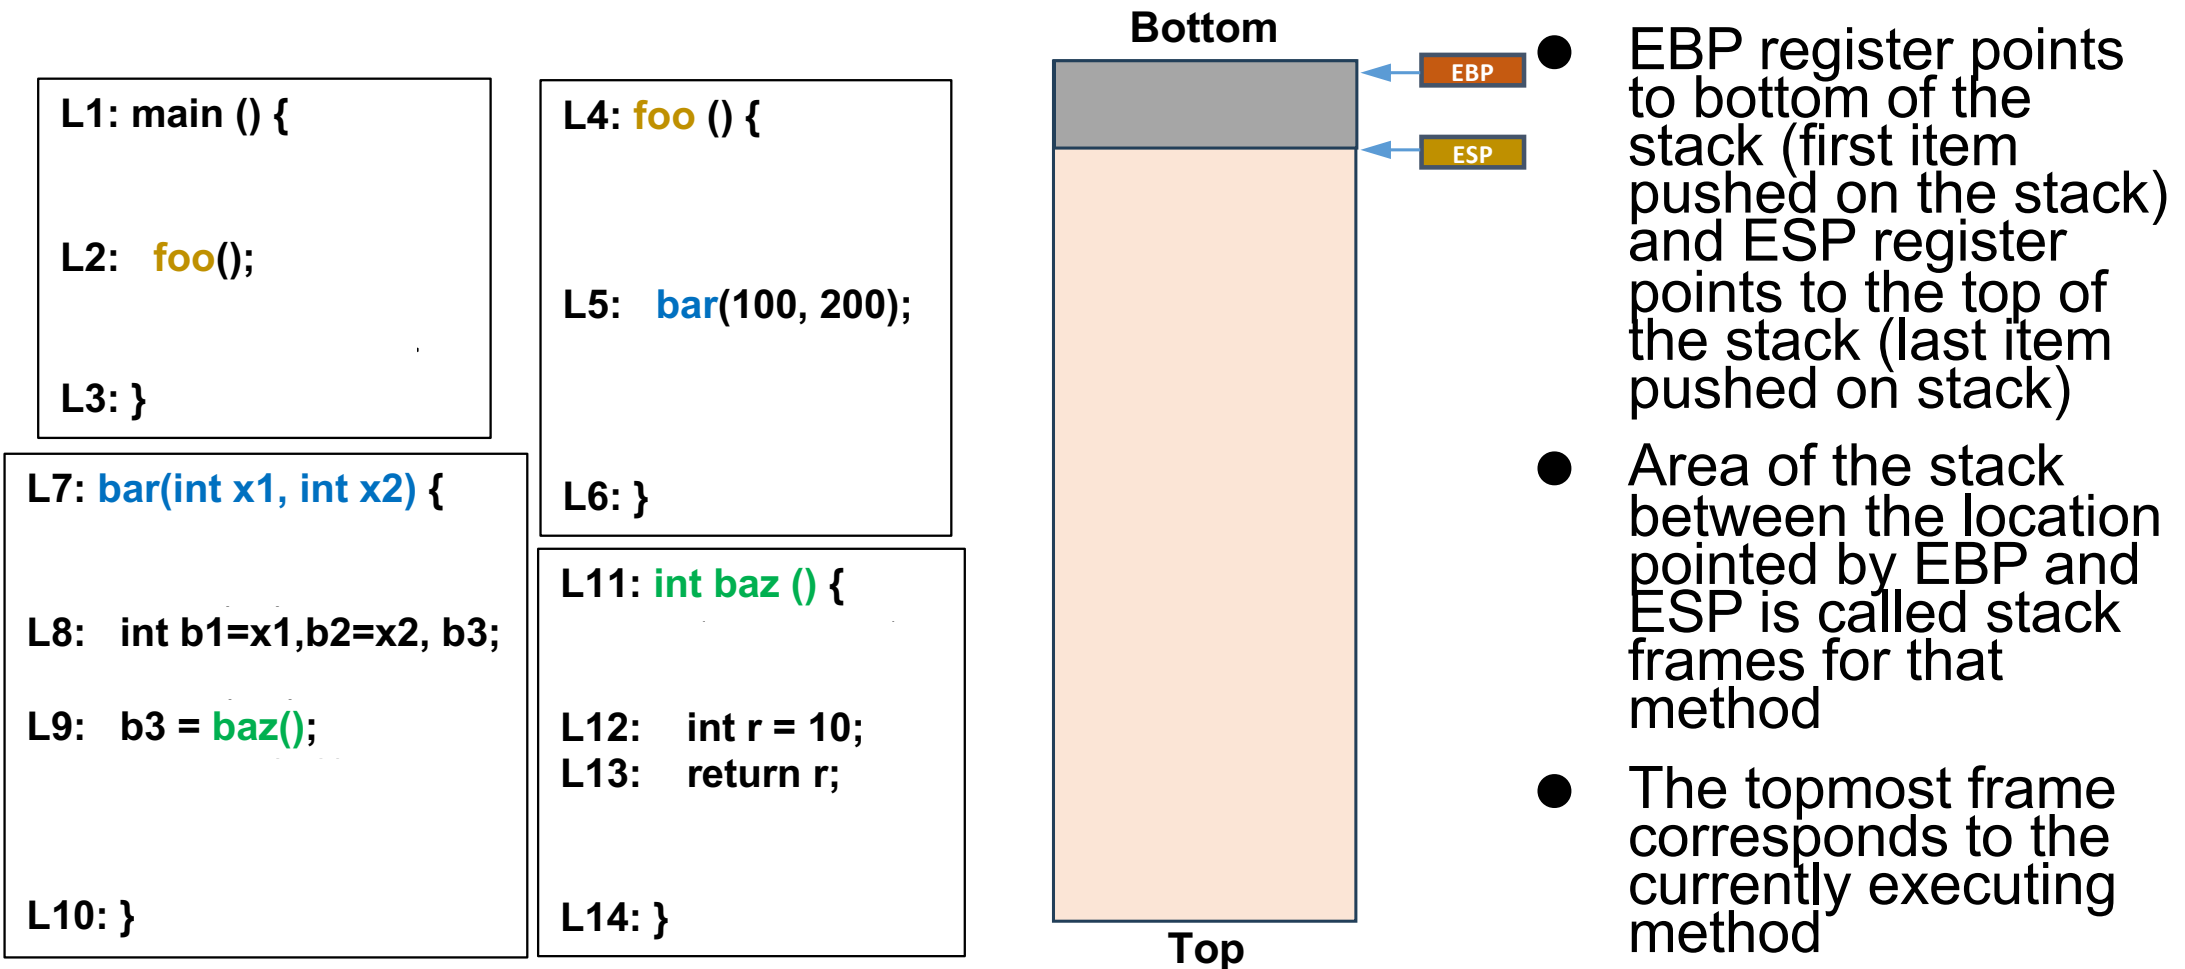 L1: main () {
L2: foo();
L3: }
L4: foo () {
L5: bar(100, 200);
L6: }
L7: bar(int x1, int x2) {
L8: int b1=x1,b2=x2, b3;
L9: b3 = baz();
L10: }
L11: int baz () {
L12: int r = 10;
L13: return r;
L14: }
Bottom
EBP
ESP
Top
● EBP register points
to bottom of the
stack (first item
pushed on the stack)
and ESP register
points to the top of
the stack (last item
pushed on stack)
● Area of the stack
between the location
pointed by EBP and
ESP is called stack
frames for that
method
● The topmost frame
corresponds to the
currently executing
method